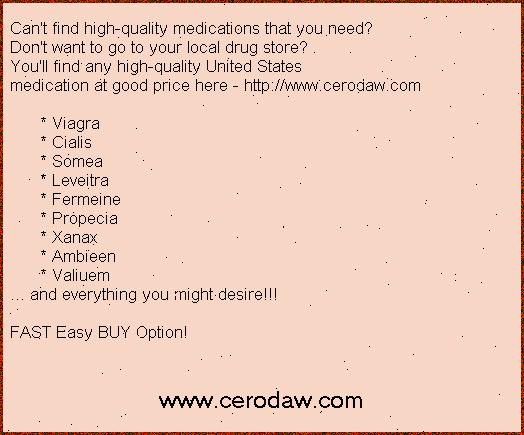 Can't find high-quality medications that you need?
Don't want to go to your local drug store?
You'll find any high-quality United States
medication at good price here - http://www.cerodaw.com
* Viagra
* Cialis
* Somea
* Leveitra
* Fermeine
* Propecia
* Xanax
* Ambieen
* Valiuem
... and everything you might desire!!!
FAST Easy BUY Option!
www.cerodaw.com